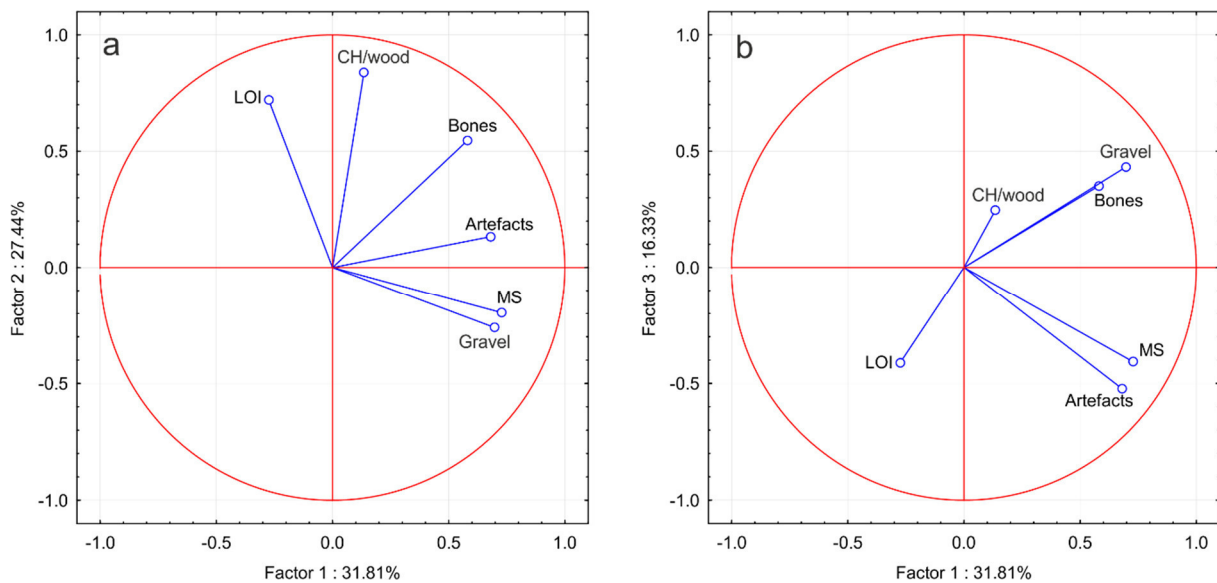 a
1.0
CH/wood
LOI
Bones
0.5
Artefacts
0.0
MS
Gravel
-0.5
-1.0
-1.0 -0.5 0.0 0.5 1.0
Factor 1 : 31.81%
Factor 2 : 27.44%
b
1.0
0.5
Gravel
Bones
CH/wood
0.0
MS
LOI
-0.5
Artefacts
-1.0
-1.0 -0.5 0.0 0.5 1.0
Factor 1 : 31.81%
Factor 3 : 16.33%